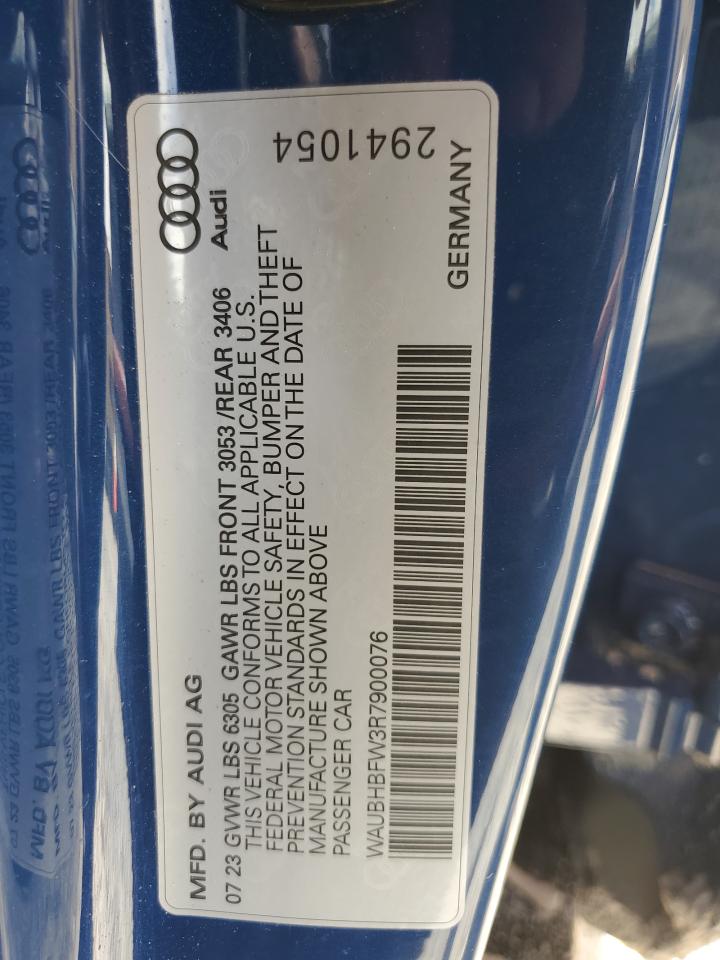 MFD. BY AUDI AG
Audi
07 23 GVWR LBS 6305 GAWR LBS FRONT 3053 /REAR 3406
THIS VEHICLE CONFORMS TO ALL APPLICABLE U.S.
FEDERAL MOTOR VEHICLE SAFETY, BUMPER AND THEFT
PREVENTION STANDARDS IN EFFECT ON THE DATE OF
MANUFACTURE SHOWN ABOVE
PASSENGER CAR
WAUBHBFW3R7900076
GERMANY
2941054